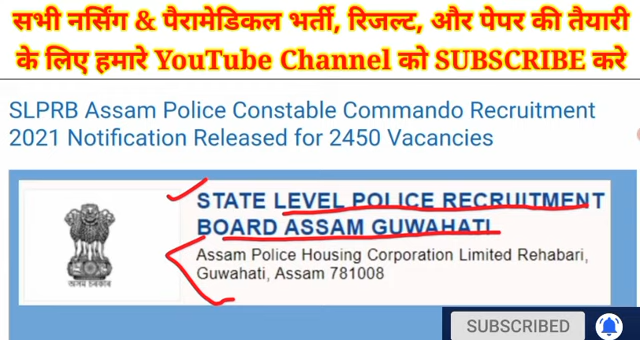 सभी नर्सिंग & पैरामेडिकल भर्ती, रिजल्ट, और पेपर की तैयारी
के लिए हमारे YouTube Channel को SUBSCRIBE करे
SLPRB Assam Police Constable Commando Recruitment
2021 Notification Released for 2450 Vacancies
STATE LEVEL POLICE RECRUITMENT
BOARD ASSAM GUWAHATI
Assam Police Housing Corporation Limited Rehabari,
Guwahati, Assam 781008
অসম চৰকাৰ
SUBSCRIBED